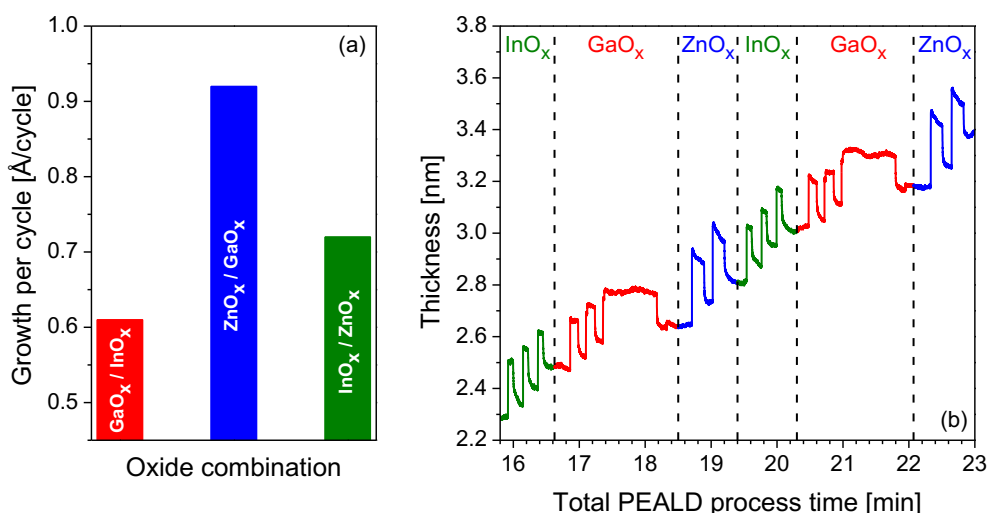 (a)
Growth per cycle [Å/cycle]
1.0
0.9
0.8
0.7
0.6
0.5
GaOx / InOx
ZnOx / GaOx
InOx / ZnOx
Oxide combination
InOx GaOx ZnOx InOx GaOx ZnOx
Thickness [nm]
3.8
3.6
3.4
3.2
3.0
2.8
2.6
2.4
2.2
(b)
16 17 18 19 20 21 22 23
Total PEALD process time [min]